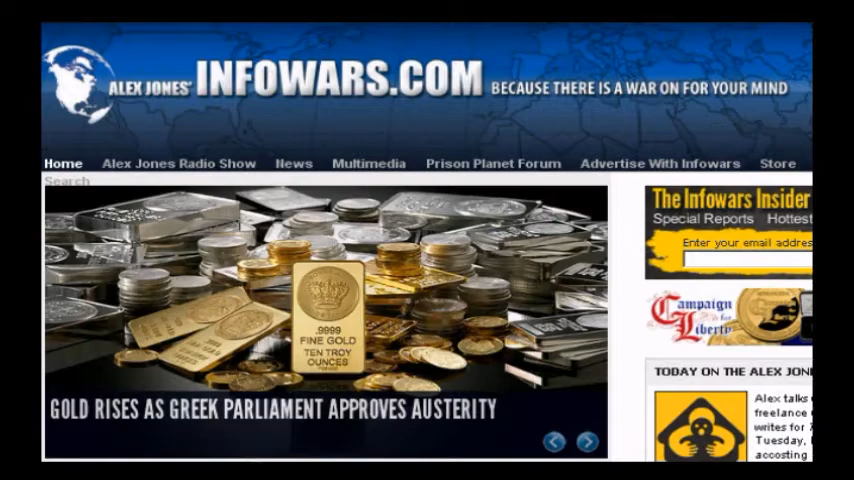 ALEX JONES' INFOWARS.COM BECAUSE THERE IS A WAR ON FOR YOUR MIND
Home Alex Jones Radio Show News Multimedia Prison Planet Forum Advertise With Infowars Store
Search
.9999
FINE GOLD
TEN TROY
OUNCES
GOLD RISES AS GREEK PARLIAMENT APPROVES AUSTERITY
The Infowars Insider
Special Reports Hottest
Enter your email addres
Campaign
for
Liberty
TODAY ON THE ALEX JON
Alex talks
freelance
writes for
Tuesday,
accosting